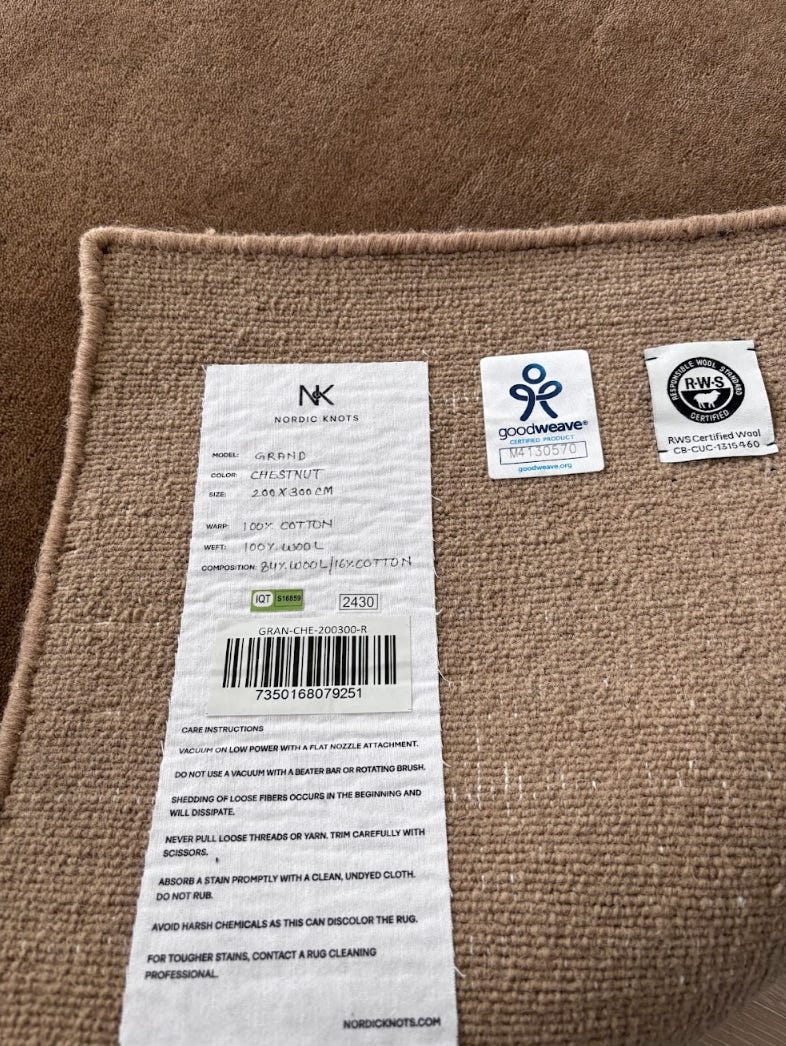 NK
NORDIC KNOTS
MODEL: GRAND
COLOR: CHESTNUT
SIZE: 200 X 300 CM
WARP: 100% COTTON
WEFT: 100% WOOL
COMPOSITION: 84% WOOL/16% COTTON
IQT S16859
2430
GRAN-CHE-200300-R
7350168079251
CARE INSTRUCTIONS
VACUUM ON LOW POWER WITH A FLAT NOZZLE ATTACHMENT.
DO NOT USE A VACUUM WITH A BEATER BAR OR ROTATING BRUSH.
SHEDDING OF LOOSE FIBERS OCCURS IN THE BEGINNING AND
WILL DISSIPATE.
NEVER PULL LOOSE THREADS OR YARN. TRIM CAREFULLY WITH
SCISSORS.
ABSORB A STAIN PROMPTLY WITH A CLEAN, UNDYED CLOTH.
DO NOT RUB.
AVOID HARSH CHEMICALS AS THIS CAN DISCOLOR THE RUG.
FOR TOUGHER STAINS, CONTACT A RUG CLEANING
PROFESSIONAL.
NORDICKNOTS.COM
goodweave®
CERTIFIED PRODUCT
M4130570
goodweave.org
RESPONSIBLE WOOL STANDARD
R·W·S
CERTIFIED
RWS Certified Wool
CB-CUC-1315460